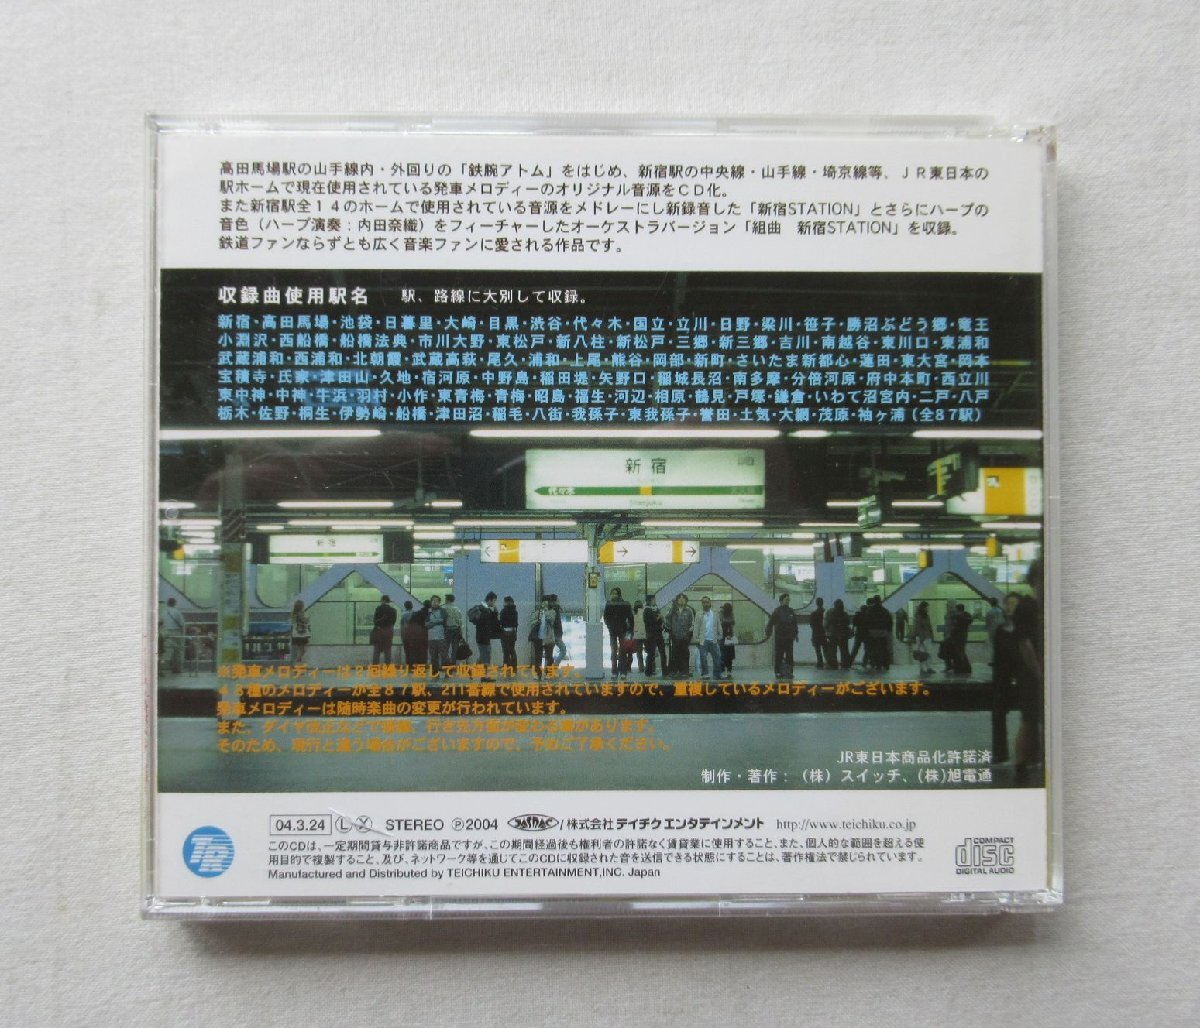 高田馬場駅の山手線内・外回りの「鉄腕アトム」をはじめ、新宿駅の中央線・山手線・埼京線等、JR東日本の
駅ホームで現在使用されている発車メロディーのオリジナル音源をCD化。
また新宿駅全14のホームで使用されている音源をメドレーにし新録音した「新宿STATION」とさらにハープの
音色（ハープ演奏：内田奈織）をフィーチャーしたオーケストラバージョン「組曲　新宿STATION」を収録。
鉄道ファンならずとも広く音楽ファンに愛される作品です。
収録曲使用駅名　駅、路線に大別して収録。
新宿・高田馬場・池袋・日暮里・大崎・目黒・渋谷・代々木・国立・立川・日野・梁川・笹子・勝沼ぶどう郷・竜王
小淵沢・西船橋・船橋法典・市川大野・東松戸・新八柱・新松戸・三郷・新三郷・吉川・南越谷・東川口・東浦和
武蔵浦和・西浦和・北朝霞・武蔵高萩・尾久・浦和・上尾・熊谷・岡部・新町・さいたま新都心・蓮田・東大宮・岡本
宝積寺・氏家・津田山・久地・宿河原・中野島・稲田堤・矢野口・稲城長沼・南多摩・分倍河原・府中本町・西立川
東中神・中神・牛浜・羽村・小作・東青梅・青梅・昭島・福生・河辺・相原・鶴見・戸塚・鎌倉・いわて沼宮内・二戸・八戸
栃木・佐野・桐生・伊勢崎・船橋・津田沼・稲毛・八街・我孫子・東我孫子・誉田・土気・大網・茂原・袖ヶ浦（全87駅）
新宿
代々木
Shinjuku
新宿
※発車メロディーは2回繰り返して収録されています。
48種のメロディーが全87駅、211番線で使用されていますので、重複しているメロディーがございます。
発車メロディーは随時楽曲の変更が行われています。
また、ダイヤ改正などで番線、行き先方面が変わる事があります。
そのため、現行と違う場合がございますので、予めご了承ください。
JR東日本商品化許諾済
制作・著作：（株）スイッチ、（株）旭電通
TR
04.3.24 Ⓛ Ⓧ STEREO Ⓟ2004 JASRAC/株式会社テイチクエンタテインメント http://www.teichiku.co.jp
このCDは、一定期間貸与非許諾商品ですが、この期間経過後も権利者の許諾なく賃貸業に使用すること、また、個人的な範囲を超える使
用目的で複製すること、及び、ネットワーク等を通じてこのCDに収録された音を送信できる状態にすることは、著作権法で禁じられています。
Manufactured and Distributed by TEICHIKU ENTERTAINMENT,INC. Japan
COMPACT
disc
DIGITAL AUDIO